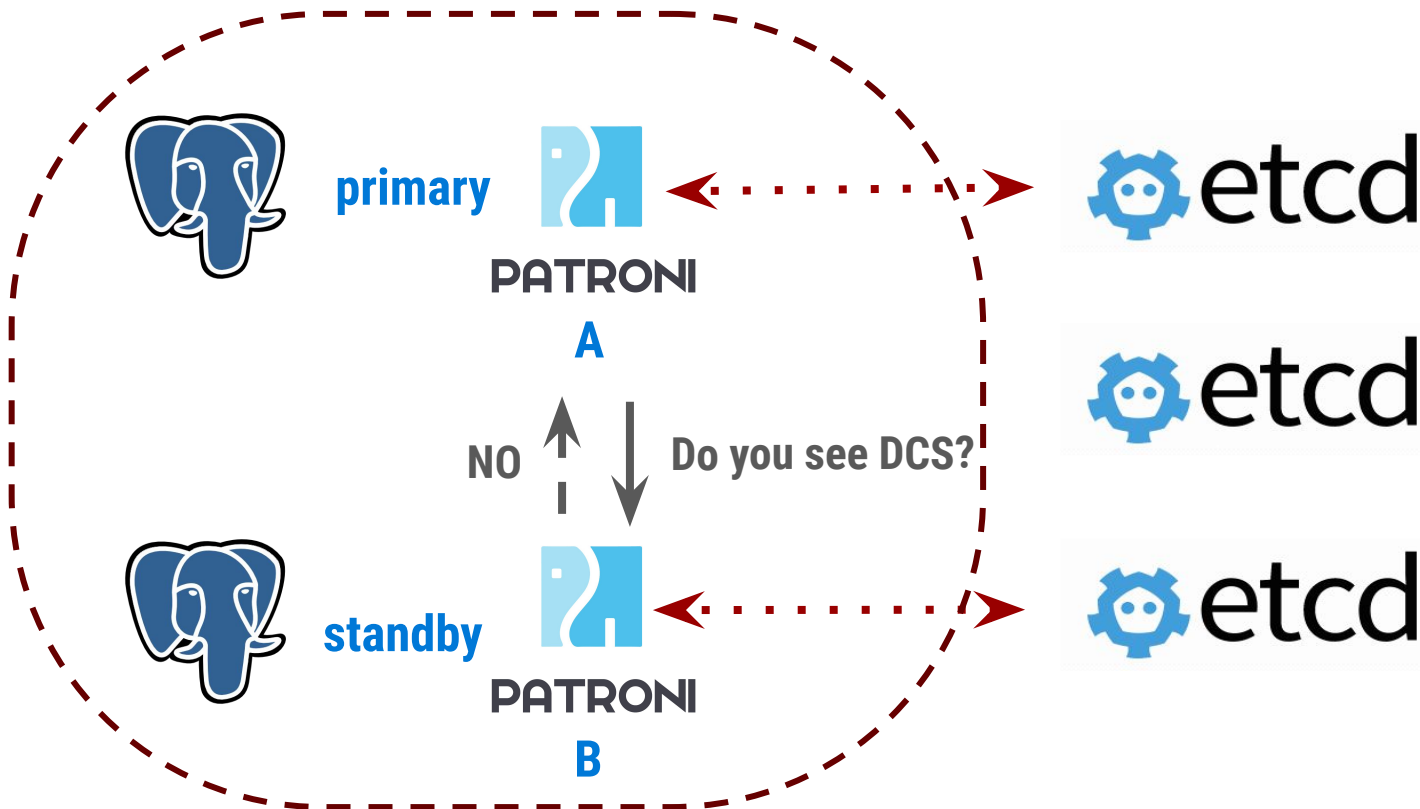 primary
PATRONI
A
etcd
etcd
NO
Do you see DCS?
standby
PATRONI
B
etcd